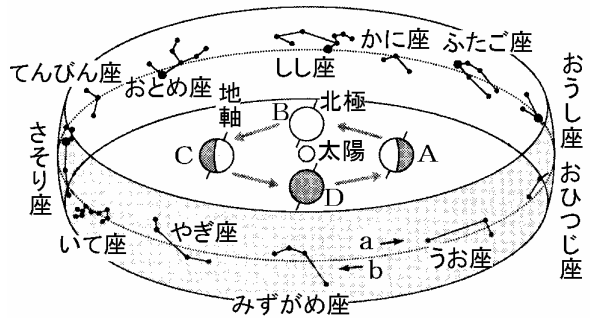 かに座
ふたご座
しし座
おとめ座
てんびん座
おうし座
地軸
北極
B
さそり座
C
太陽
A
おひつじ座
D
いて座
やぎ座
a
b
うお座
みずがめ座